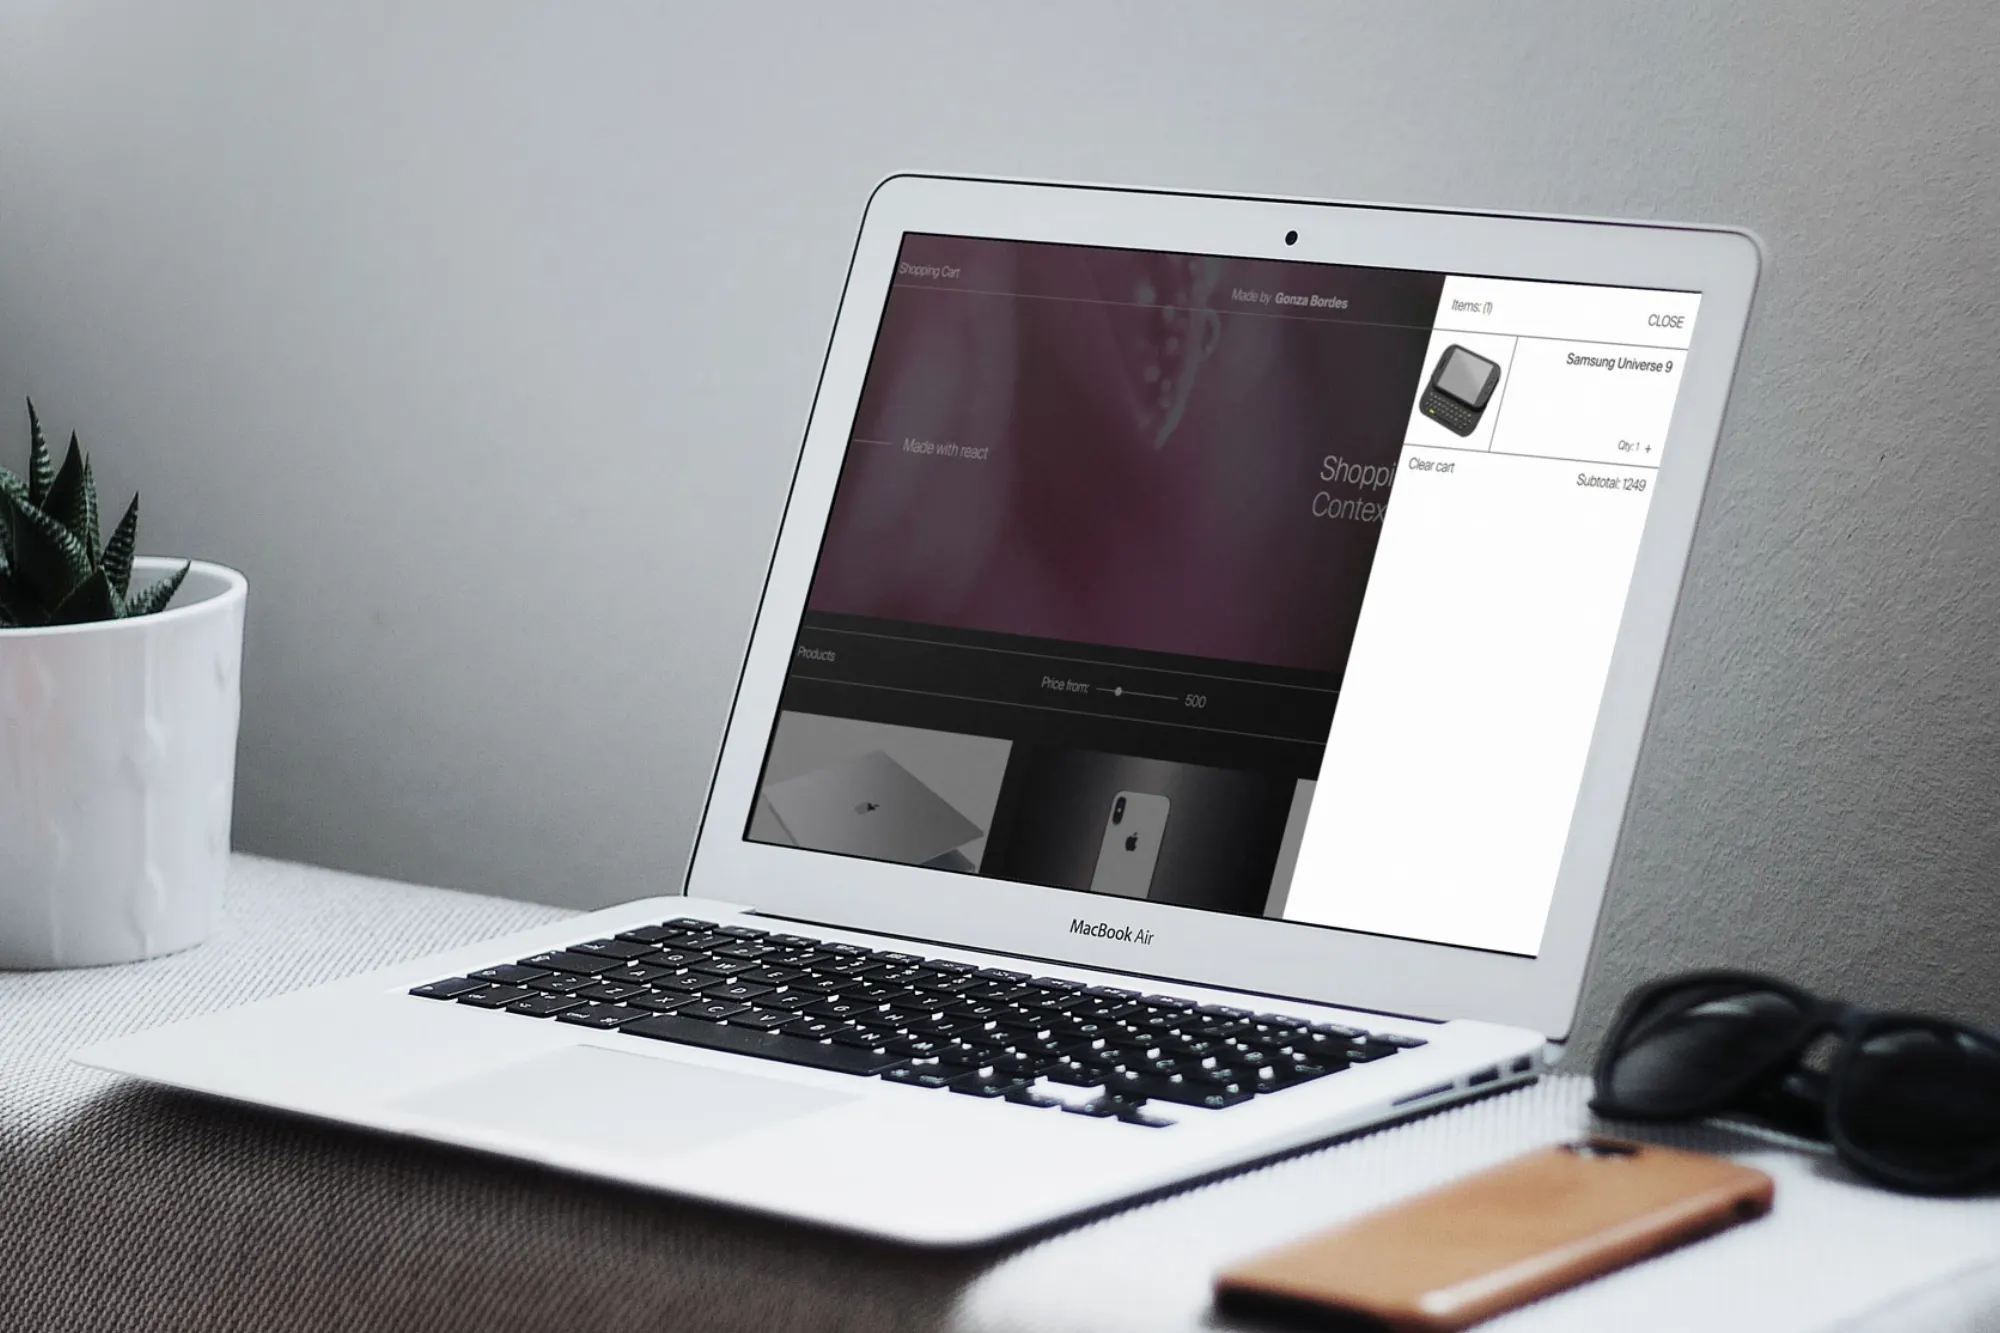 Shopping Cart
Made by Gonza Bordes
Items: (1)
CLOSE
Samsung Universe 9
Qty: 1 +
Clear cart
Subtotal: 1249
Made with react
Shoppi
Contex
Products
Price from:
500
MacBook Air